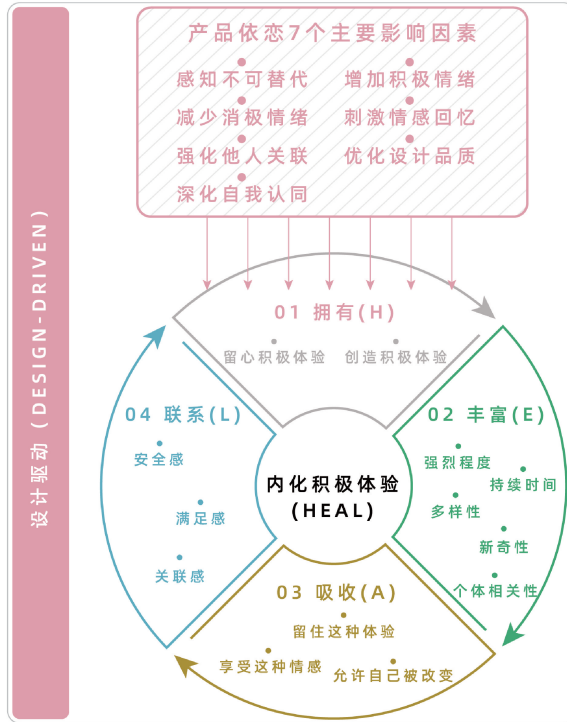 设计驱动 (DESIGN-DRIVEN)
产品依恋7个主要影响因素
感知不可替代
增加积极情绪
减少消极情绪
刺激情感回忆
强化他人关联
优化设计品质
深化自我认同
01 拥有(H)
留心积极体验
创造积极体验
04 联系(L)
安全感
满足感
关联感
02 丰富(E)
强烈程度
持续时间
多样性
新奇性
个体相关性
内化积极体验
(HEAL)
03 吸收(A)
留住这种体验
享受这种情感
允许自己被改变